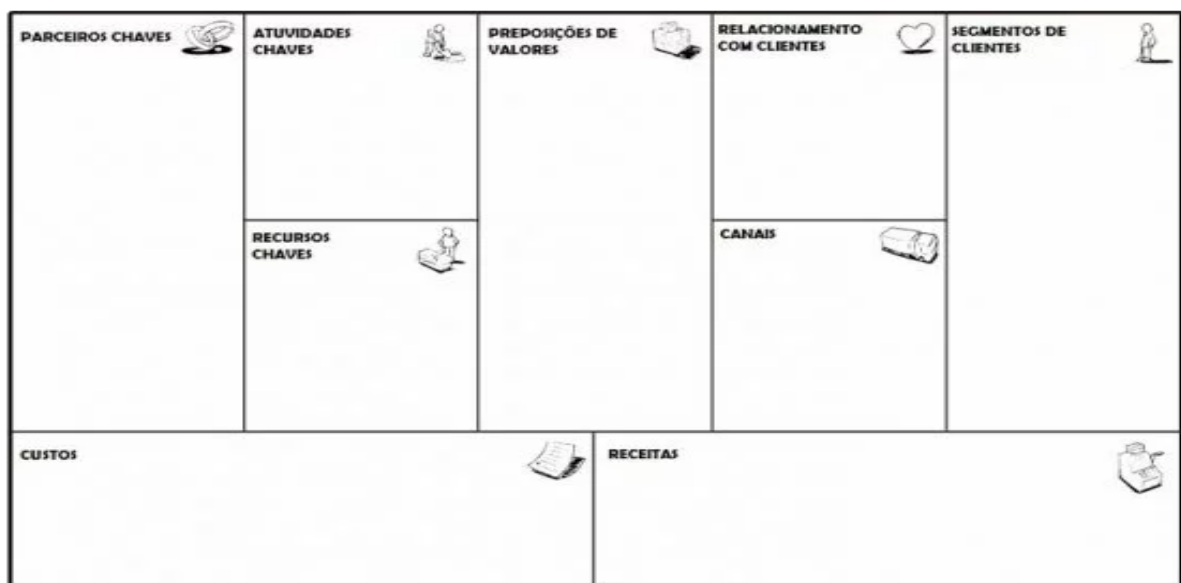 PARCEIROS CHAVES
ATUVIDADES
CHAVES
PREPOSIÇÕES DE
VALORES
RELACIONAMENTO
COM CLIENTES
SEGMENTOS DE
CLIENTES
RECURSOS
CHAVES
CANAIS
CUSTOS
RECEITAS